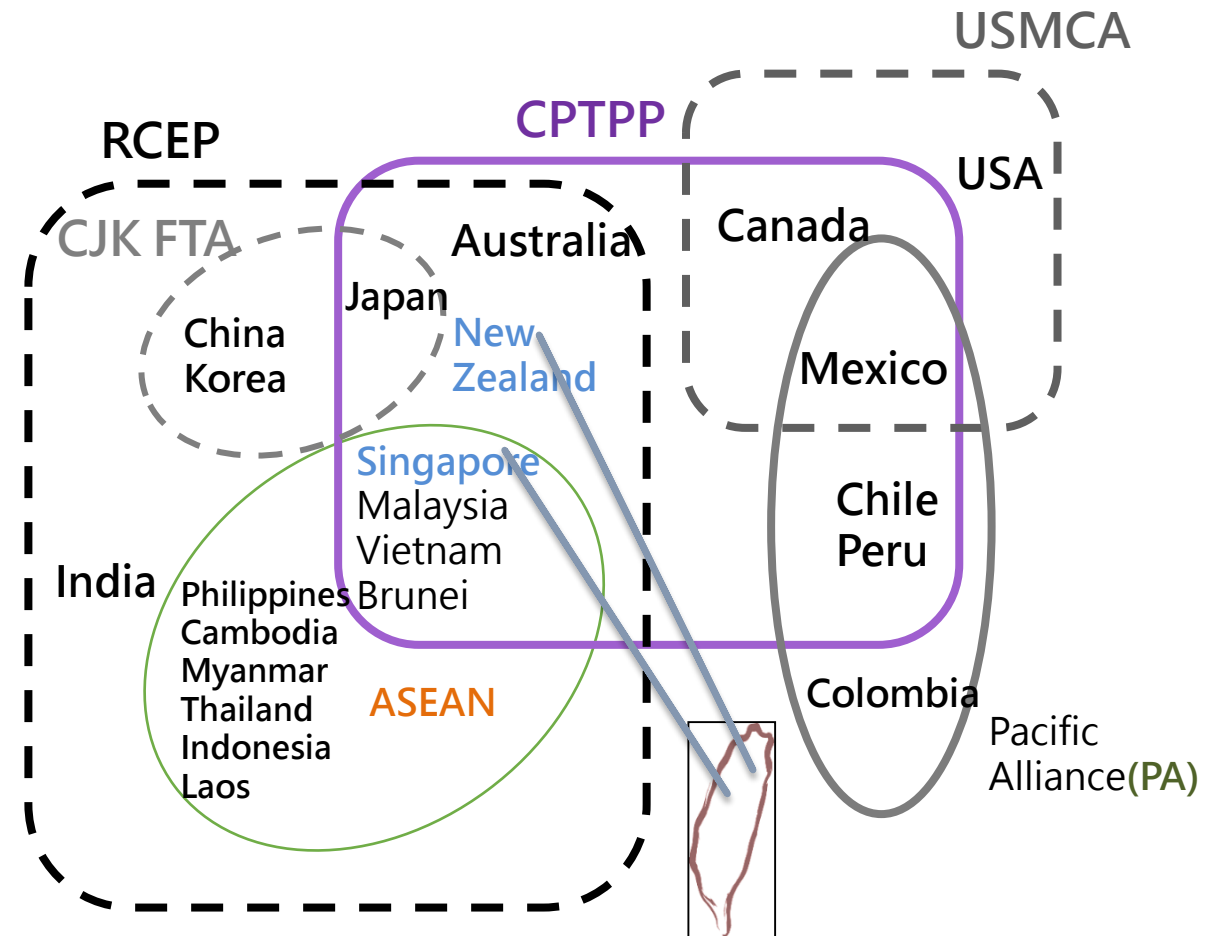 USMCA
CPTPP
RCEP
USA
CJK FTA
Australia
Canada
Japan
China
Korea
New
Zealand
Mexico
Singapore
Malaysia
Vietnam
Brunei
Chile
Peru
India
Philippines
Cambodia
Myanmar
Thailand
Indonesia
Laos
ASEAN
Colombia
Pacific
Alliance(PA)